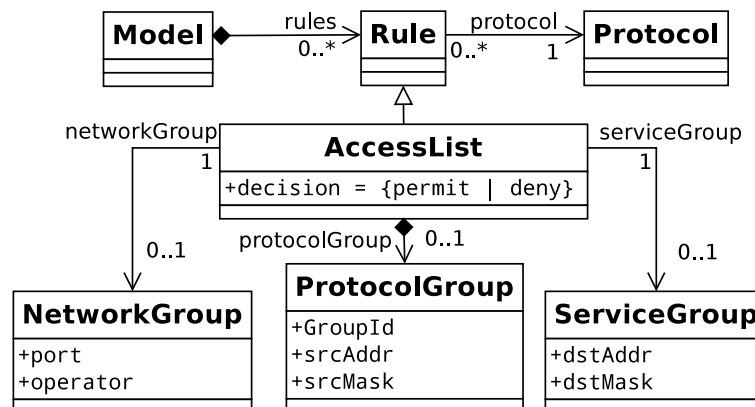 Model
rules
0..*
Rule
protocol
0..*
1
Protocol
networkGroup
1
AccessList
+decision = {permit | deny}
serviceGroup
1
0..1
protocolGroup
0..1
0..1
NetworkGroup
+port
+operator
ProtocolGroup
+GroupId
+srcAddr
+srcMask
ServiceGroup
+dstAddr
+dstMask